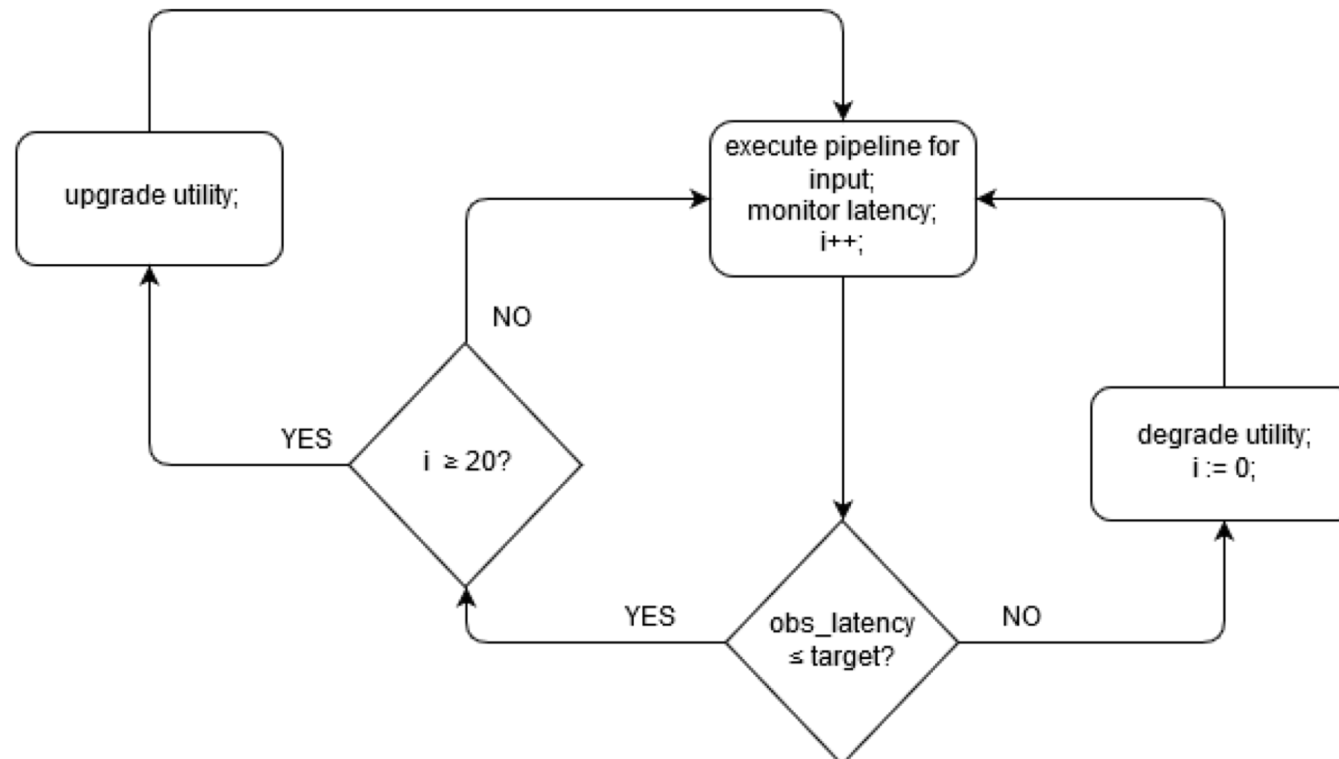 execute pipeline for
input;
monitor latency;
i++;
upgrade utility;
NO
YES
i ≥ 20?
degrade utility;
i := 0;
YES
obs_latency
≤ target?
NO